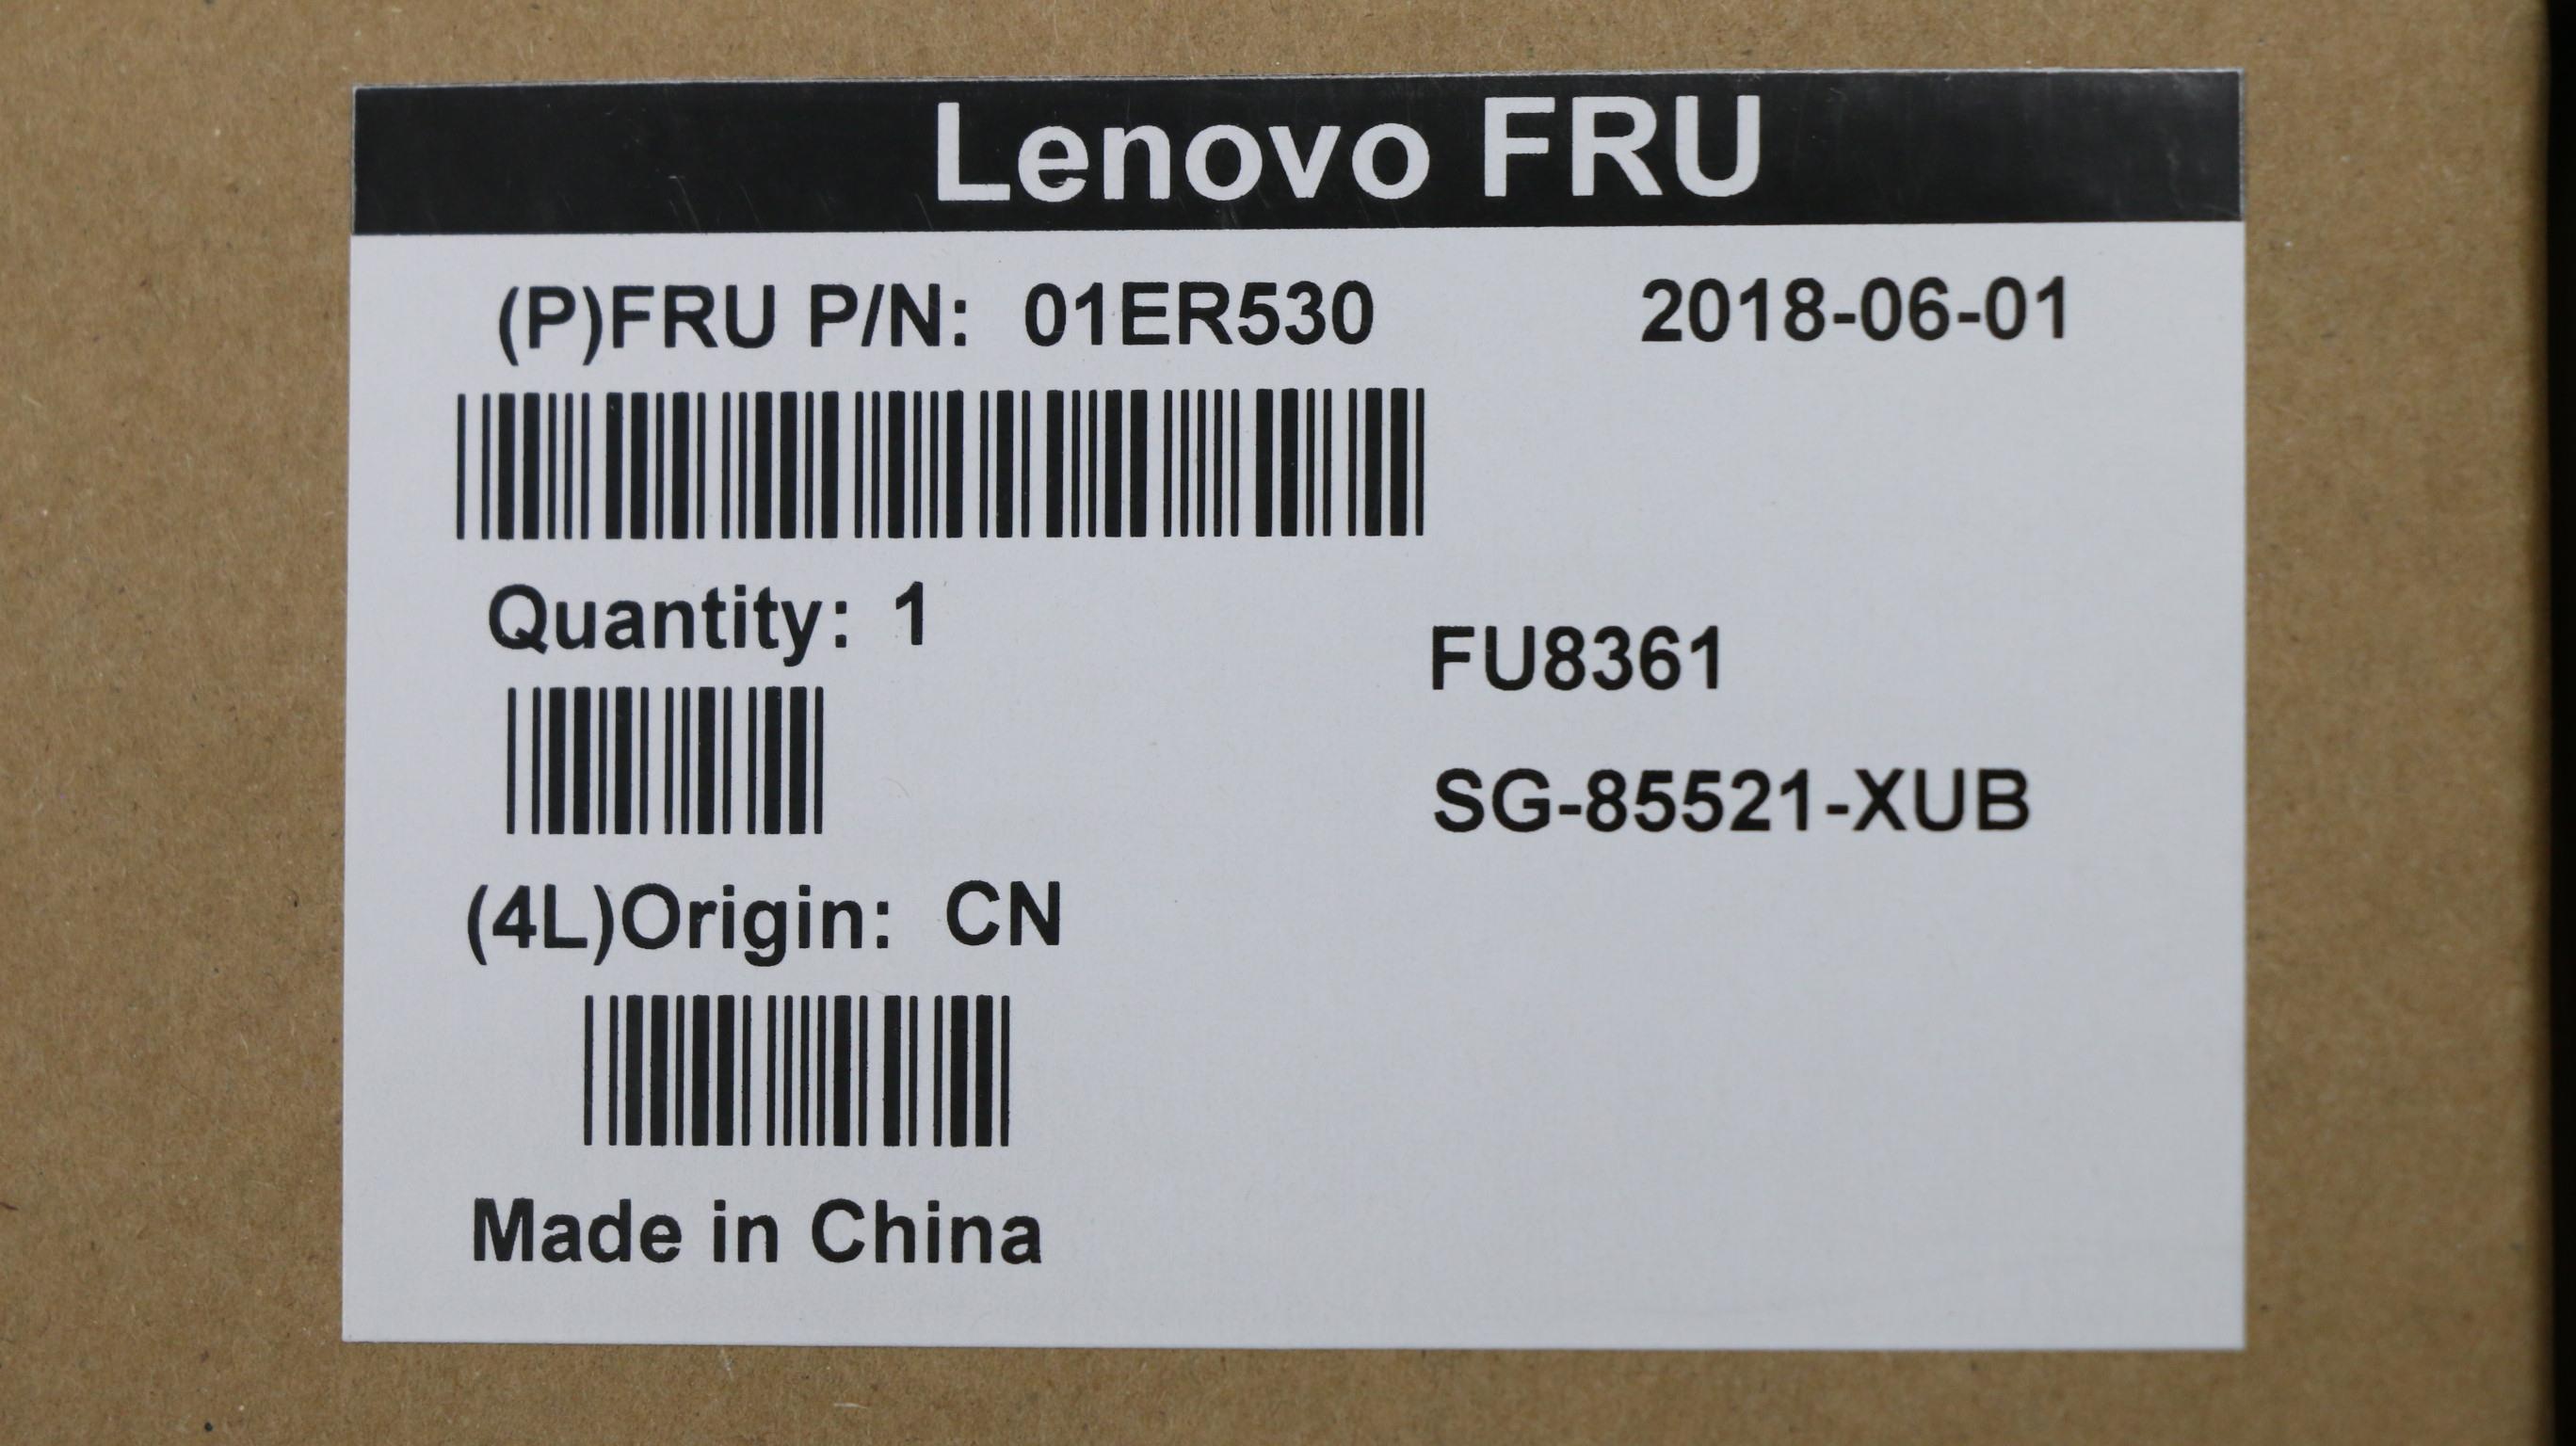 Lenovo FRU
(P)FRU P/N: 01ER530 2018-06-01
Quantity: 1
FU8361
SG-85521-XUB
(4L)Origin: CN
Made in China